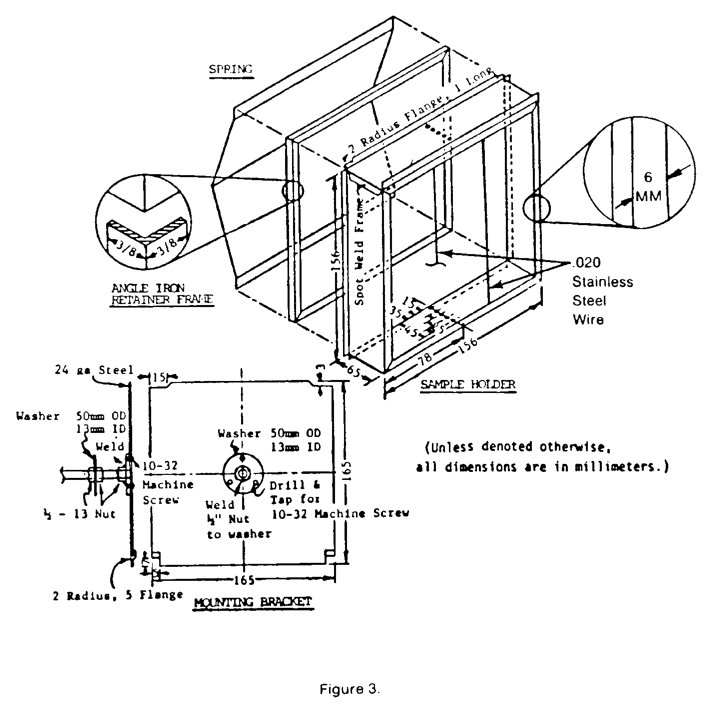 SPRING
2 Radius Flange, 1 Long
6
MM
3/8
3/8
ANGLE IRON
RETAINER FRAME
156
Spot Weld Frame
.020
Stainless
Steel
Wire
15
35
45
5
78
156
65
SAMPLE HOLDER
24 ga Steel
15
3
Washer 50mm OD
13mm ID
Weld
10-32
Machine
Screw
½ - 13 Nut
2 Radius, 5 Flange
Washer 50mm OD
13mm ID
Drill &
Tap for
10-32 Machine Screw
Weld
½" Nut
to washer
165
165
MOUNTING BRACKET
(Unless denoted otherwise,
all dimensions are in millimeters.)
Figure 3.